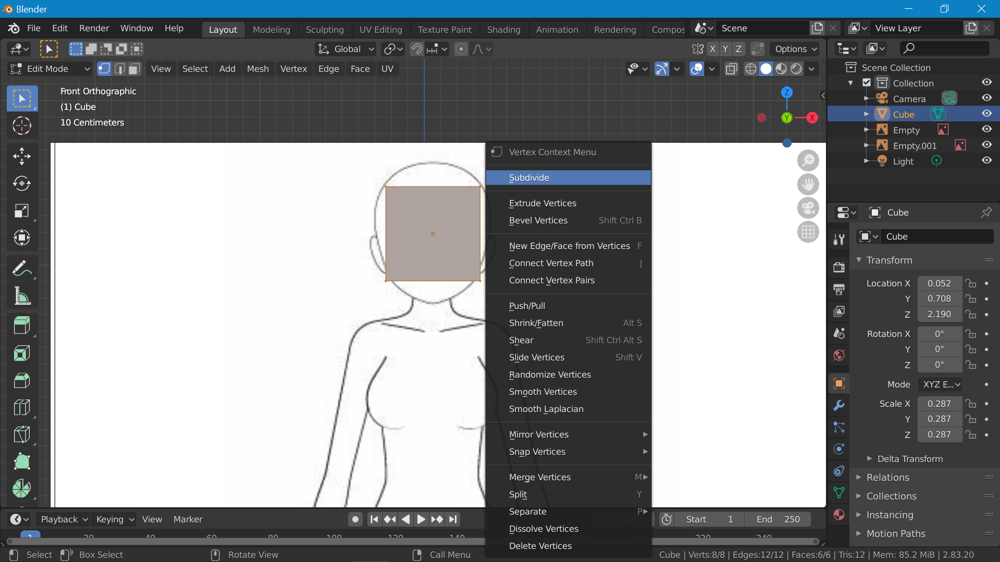 Blender
File Edit Render Window Help Layout Modeling Sculpting UV Editing Texture Paint Shading Animation Rendering Compos Scene View Layer
Global X Y Z Options
Edit Mode View Select Add Mesh Vertex Edge Face UV
Front Orthographic
(1) Cube
10 Centimeters
Z
Y
X
Scene Collection
Collection
Camera
Cube
Empty
Empty.001
Light
Vertex Context Menu
Subdivide
Extrude Vertices
Bevel Vertices Shift Ctrl B
New Edge/Face from Vertices F
Connect Vertex Path J
Connect Vertex Pairs
Push/Pull
Shrink/Fatten Alt S
Shear Shift Ctrl Alt S
Slide Vertices Shift V
Randomize Vertices
Smooth Vertices
Smooth Laplacian
Mirror Vertices
Snap Vertices
Merge Vertices M
Split Y
Separate P
Dissolve Vertices
Delete Vertices
Cube
Cube
Transform
Location X 0.052
Y 0.708
Z 2.190
Rotation X 0°
Y 0°
Z 0°
Mode XYZ E...
Scale X 0.287
Y 0.287
Z 0.287
Delta Transform
Relations
Collections
Instancing
Motion Paths
Playback Keying View Marker 1 Start 1 End 250
1 20 40 60 80 100 120 140 220 240
Select Box Select Rotate View Call Menu Cube | Verts:8/8 | Edges:12/12 | Faces:6/6 | Tris:12 | Mem: 85.2 MiB | 2.83.20